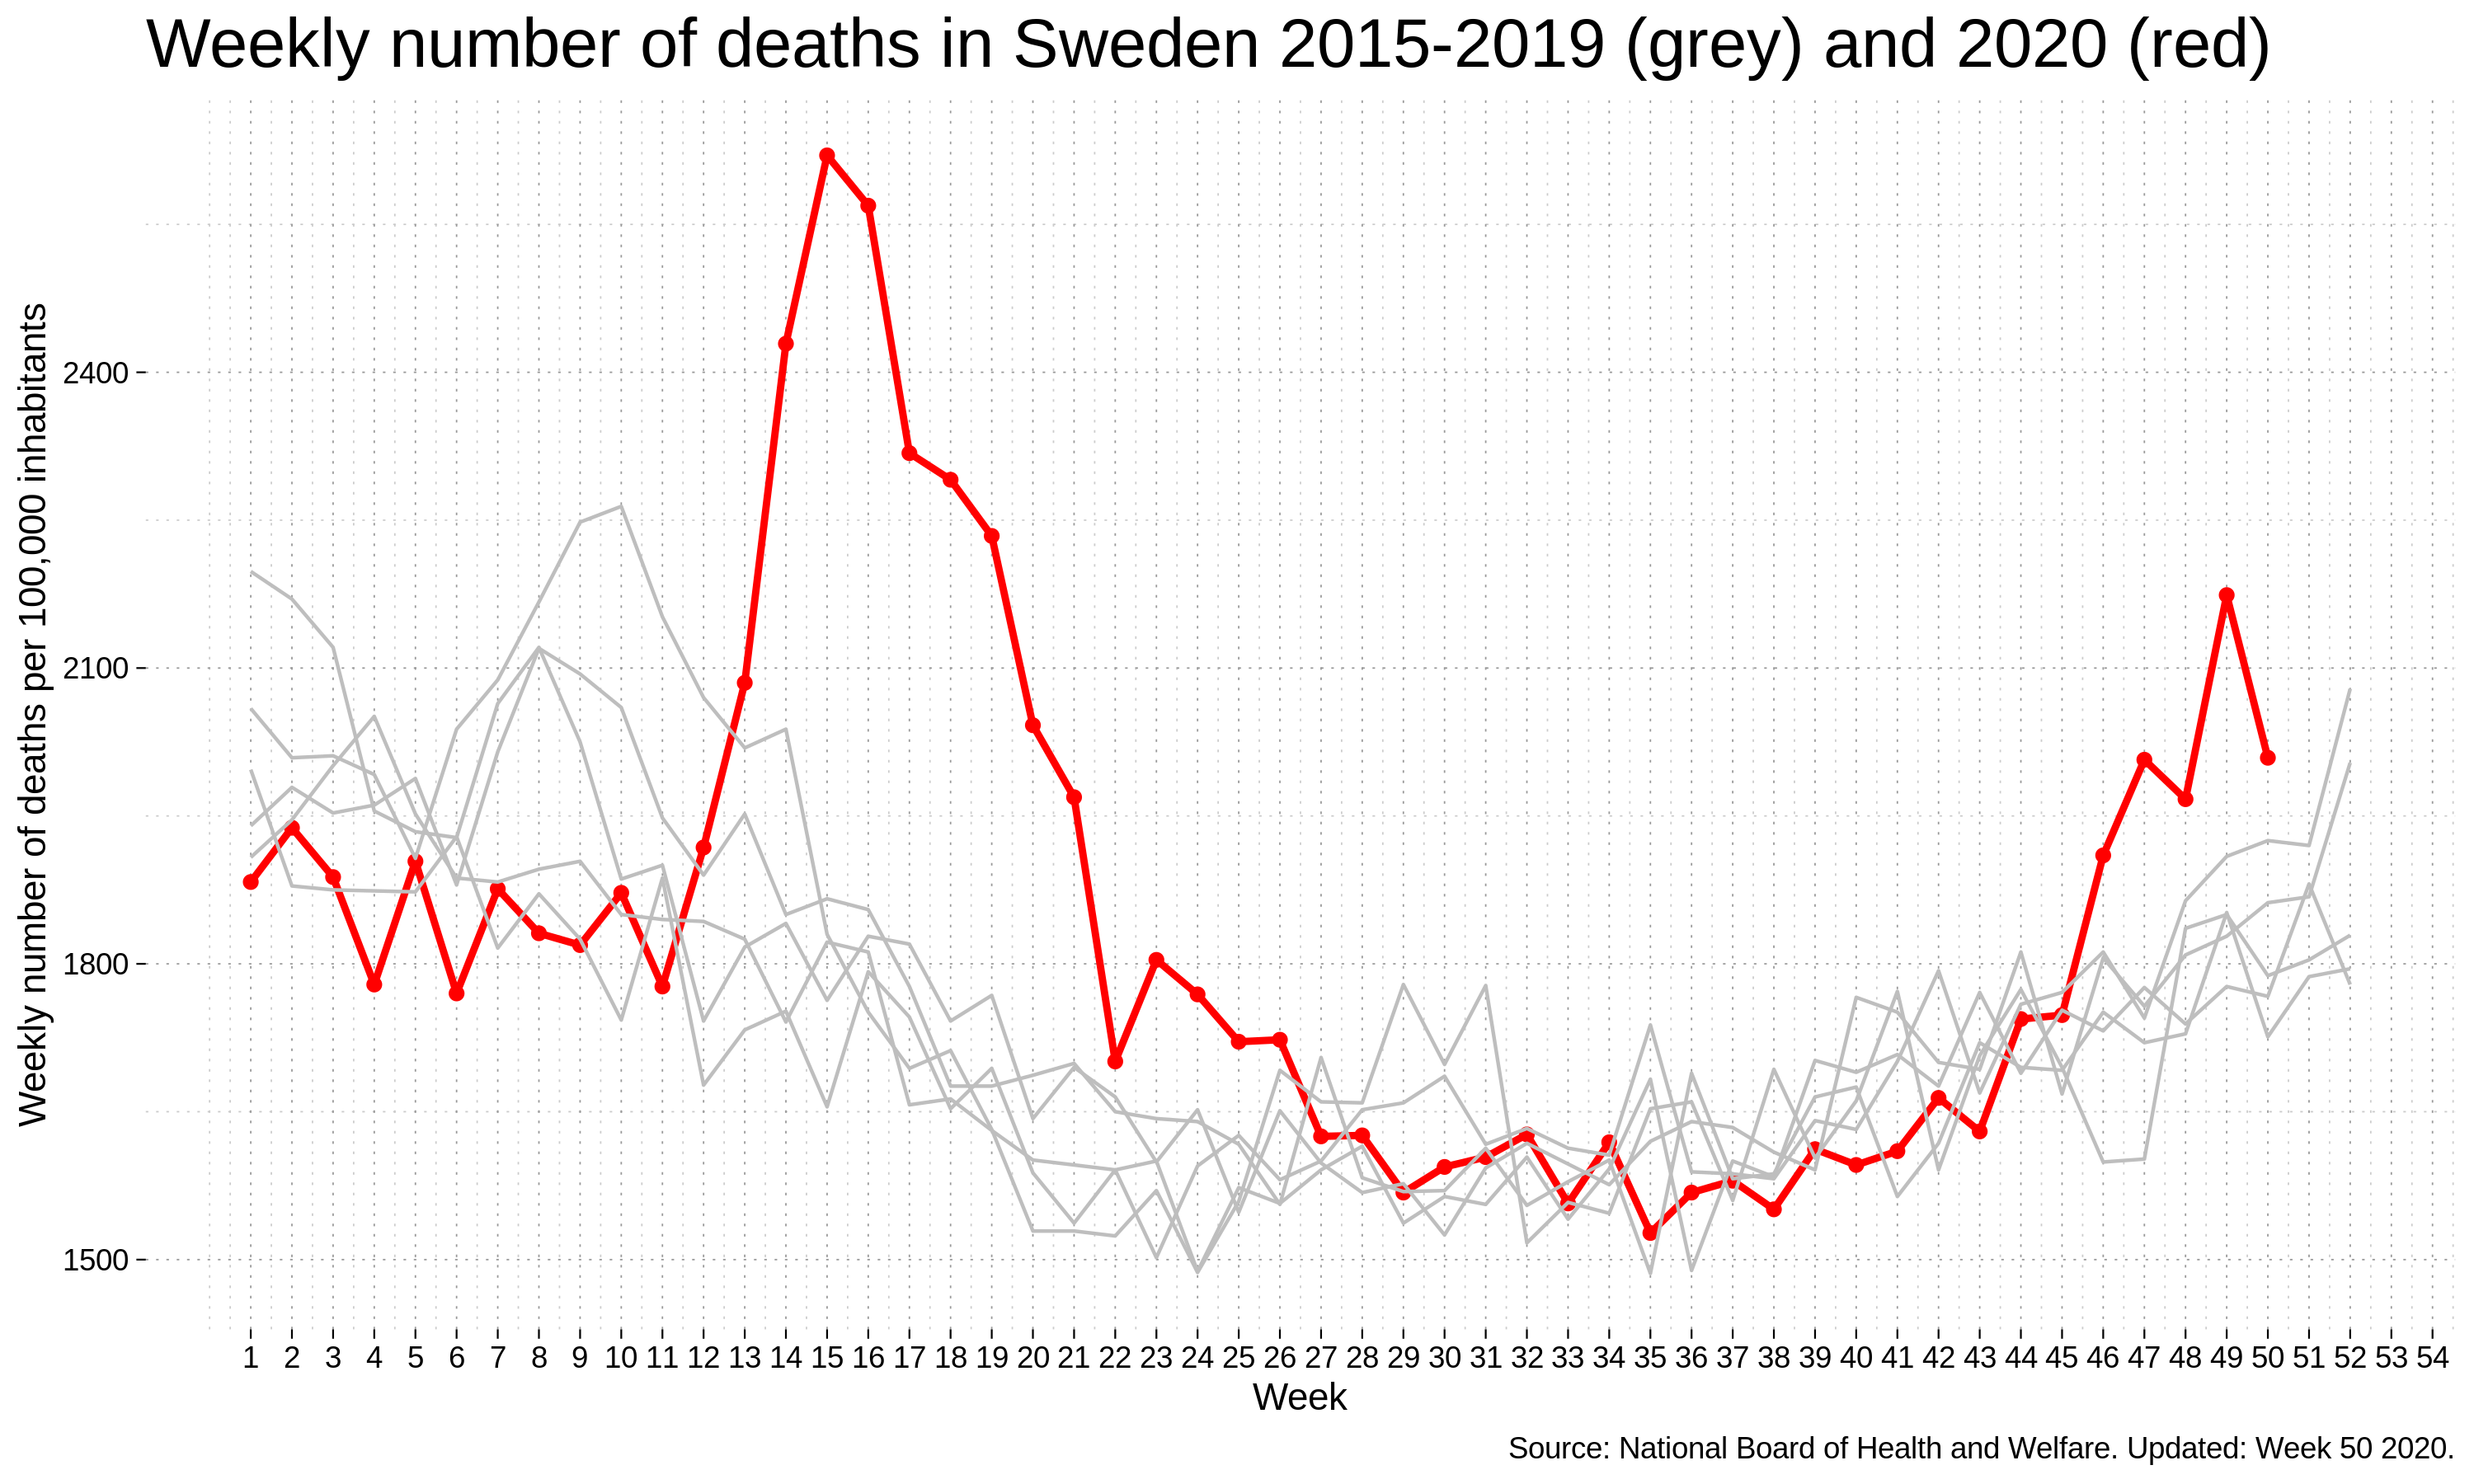 Weekly number of deaths in Sweden 2015-2019 (grey) and 2020 (red)
Weekly number of deaths per 100,000 inhabitants
2400
2100
1800
1500
1 2 3 4 5 6 7 8 9 10 11 12 13 14 15 16 17 18 19 20 21 22 23 24 25 26 27 28 29 30 31 32 33 34 35 36 37 38 39 40 41 42 43 44 45 46 47 48 49 50 51 52 53 54
Week
Source: National Board of Health and Welfare. Updated: Week 50 2020.